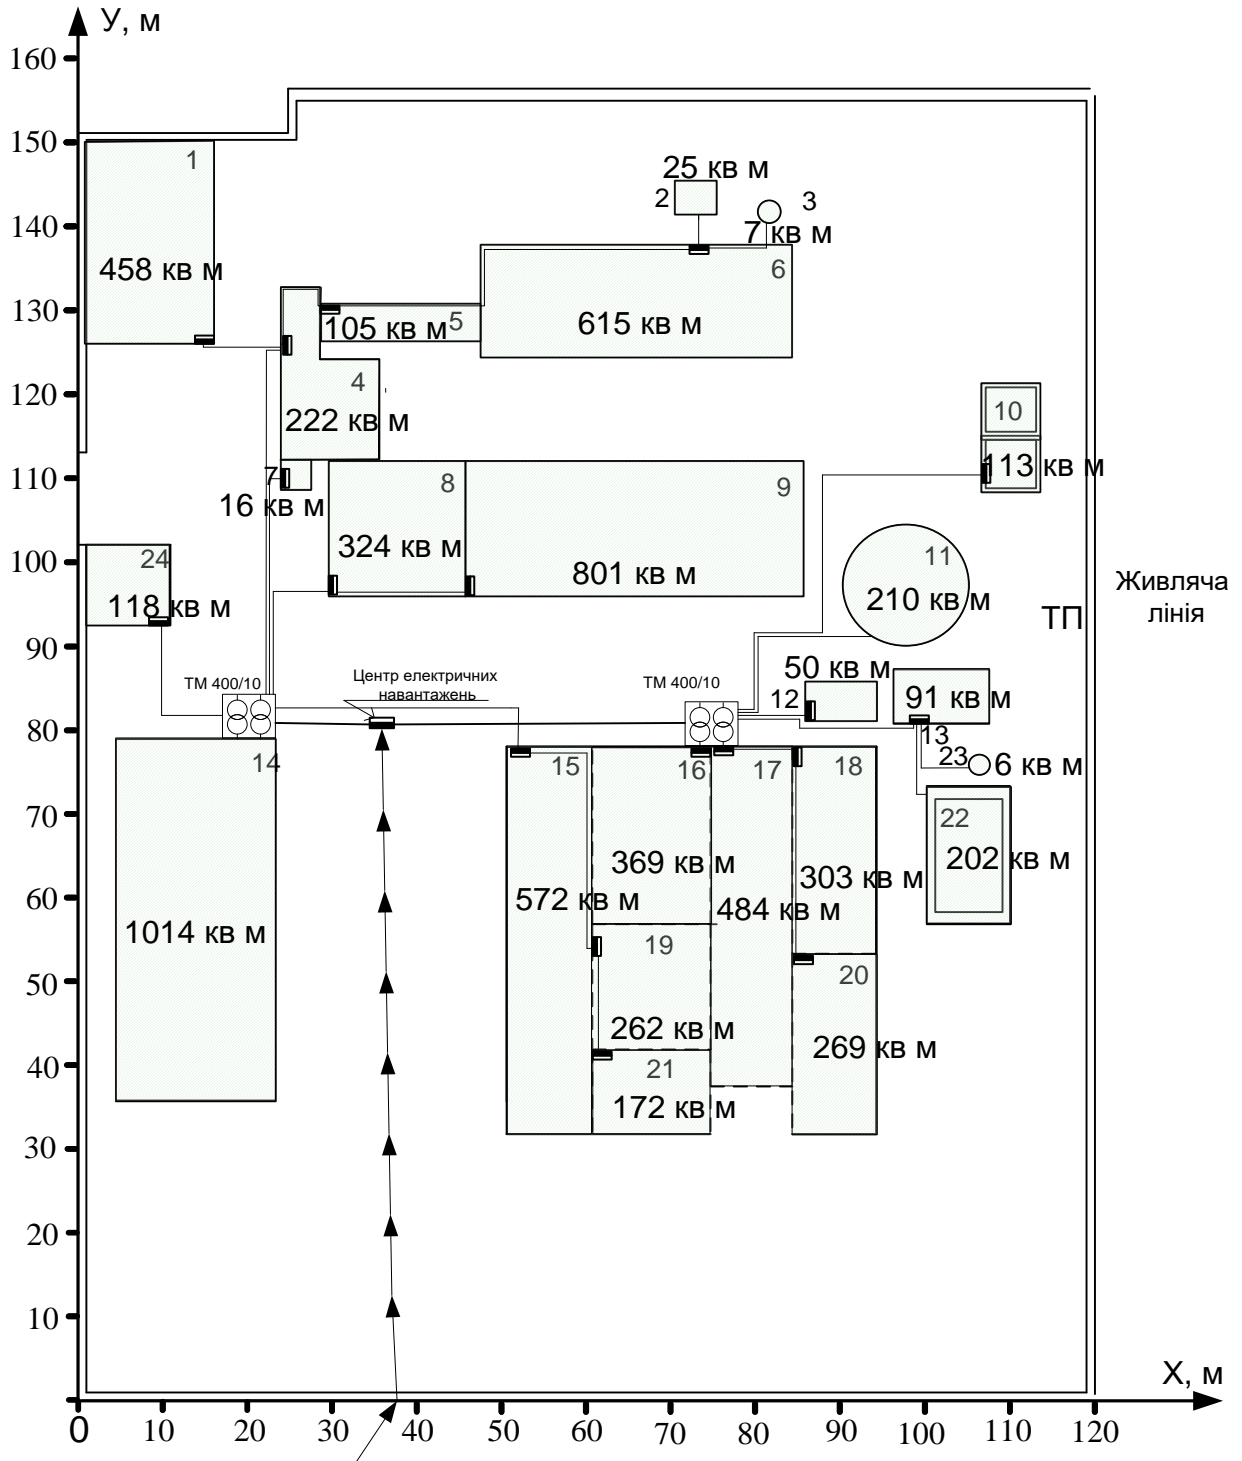 У, м
160
150
140
130
120
110
100
90
80
70
60
50
40
30
20
10
1
458 кв м
25 кв м
2
3
7 кв м
6
615 кв м
105 кв м
5
4
222 кв м
7
16 кв м
8
324 кв м
9
801 кв м
10
113 кв м
11
210 кв м
24
118 кв м
ТП
Живляча
лінія
ТМ 400/10
Центр електричних
навантажень
ТМ 400/10
50 кв м
12
91 кв м
13
23
6 кв м
14
1014 кв м
15
572 кв м
16
369 кв м
17
484 кв м
18
303 кв м
19
262 кв м
20
269 кв м
21
172 кв м
22
202 кв м
Х, м
0
10
20
30
40
50
60
70
80
90
100
110
120